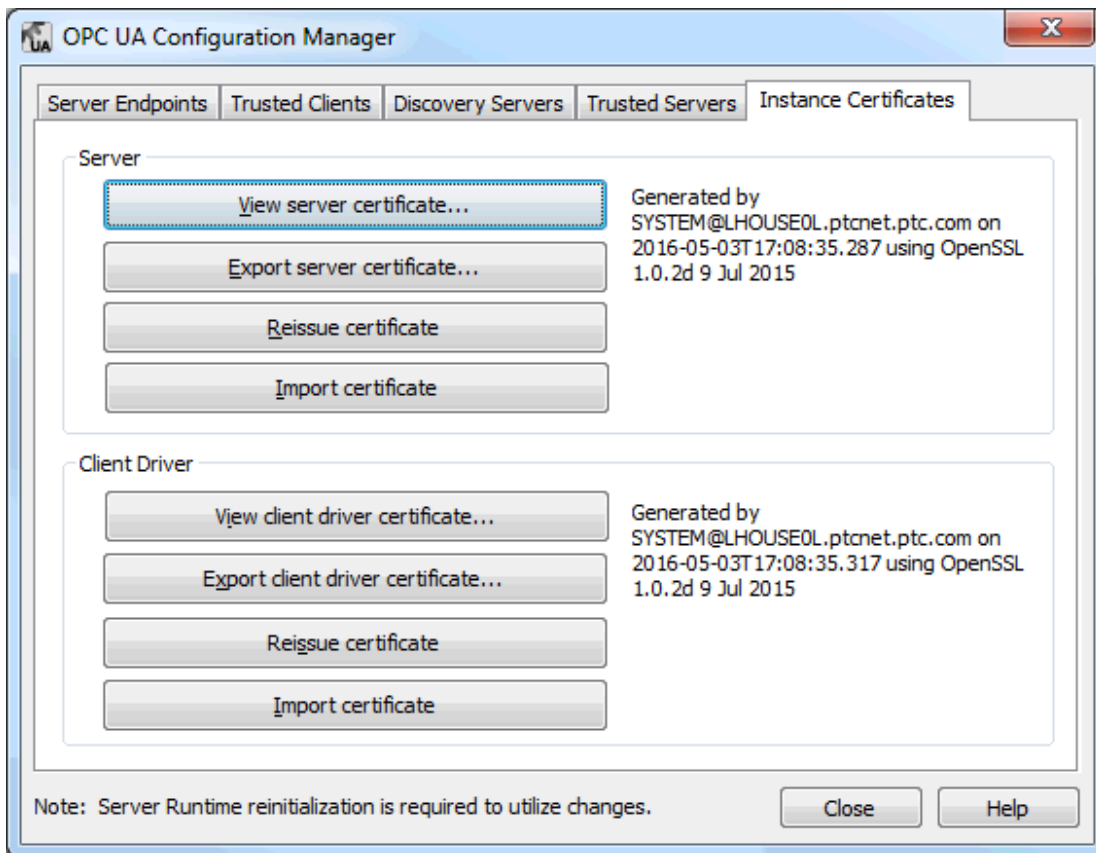 UA OPC UA Configuration Manager
X
Server Endpoints Trusted Clients Discovery Servers Trusted Servers Instance Certificates
Server
View server certificate...
Export server certificate...
Reissue certificate
Import certificate
Generated by
SYSTEM@LHOUSE0L.ptcnet.ptc.com on
2016-05-03T17:08:35.287 using OpenSSL
1.0.2d 9 Jul 2015
Client Driver
View client driver certificate...
Export client driver certificate...
Reissue certificate
Import certificate
Generated by
SYSTEM@LHOUSE0L.ptcnet.ptc.com on
2016-05-03T17:08:35.317 using OpenSSL
1.0.2d 9 Jul 2015
Note: Server Runtime reinitialization is required to utilize changes.
Close
Help